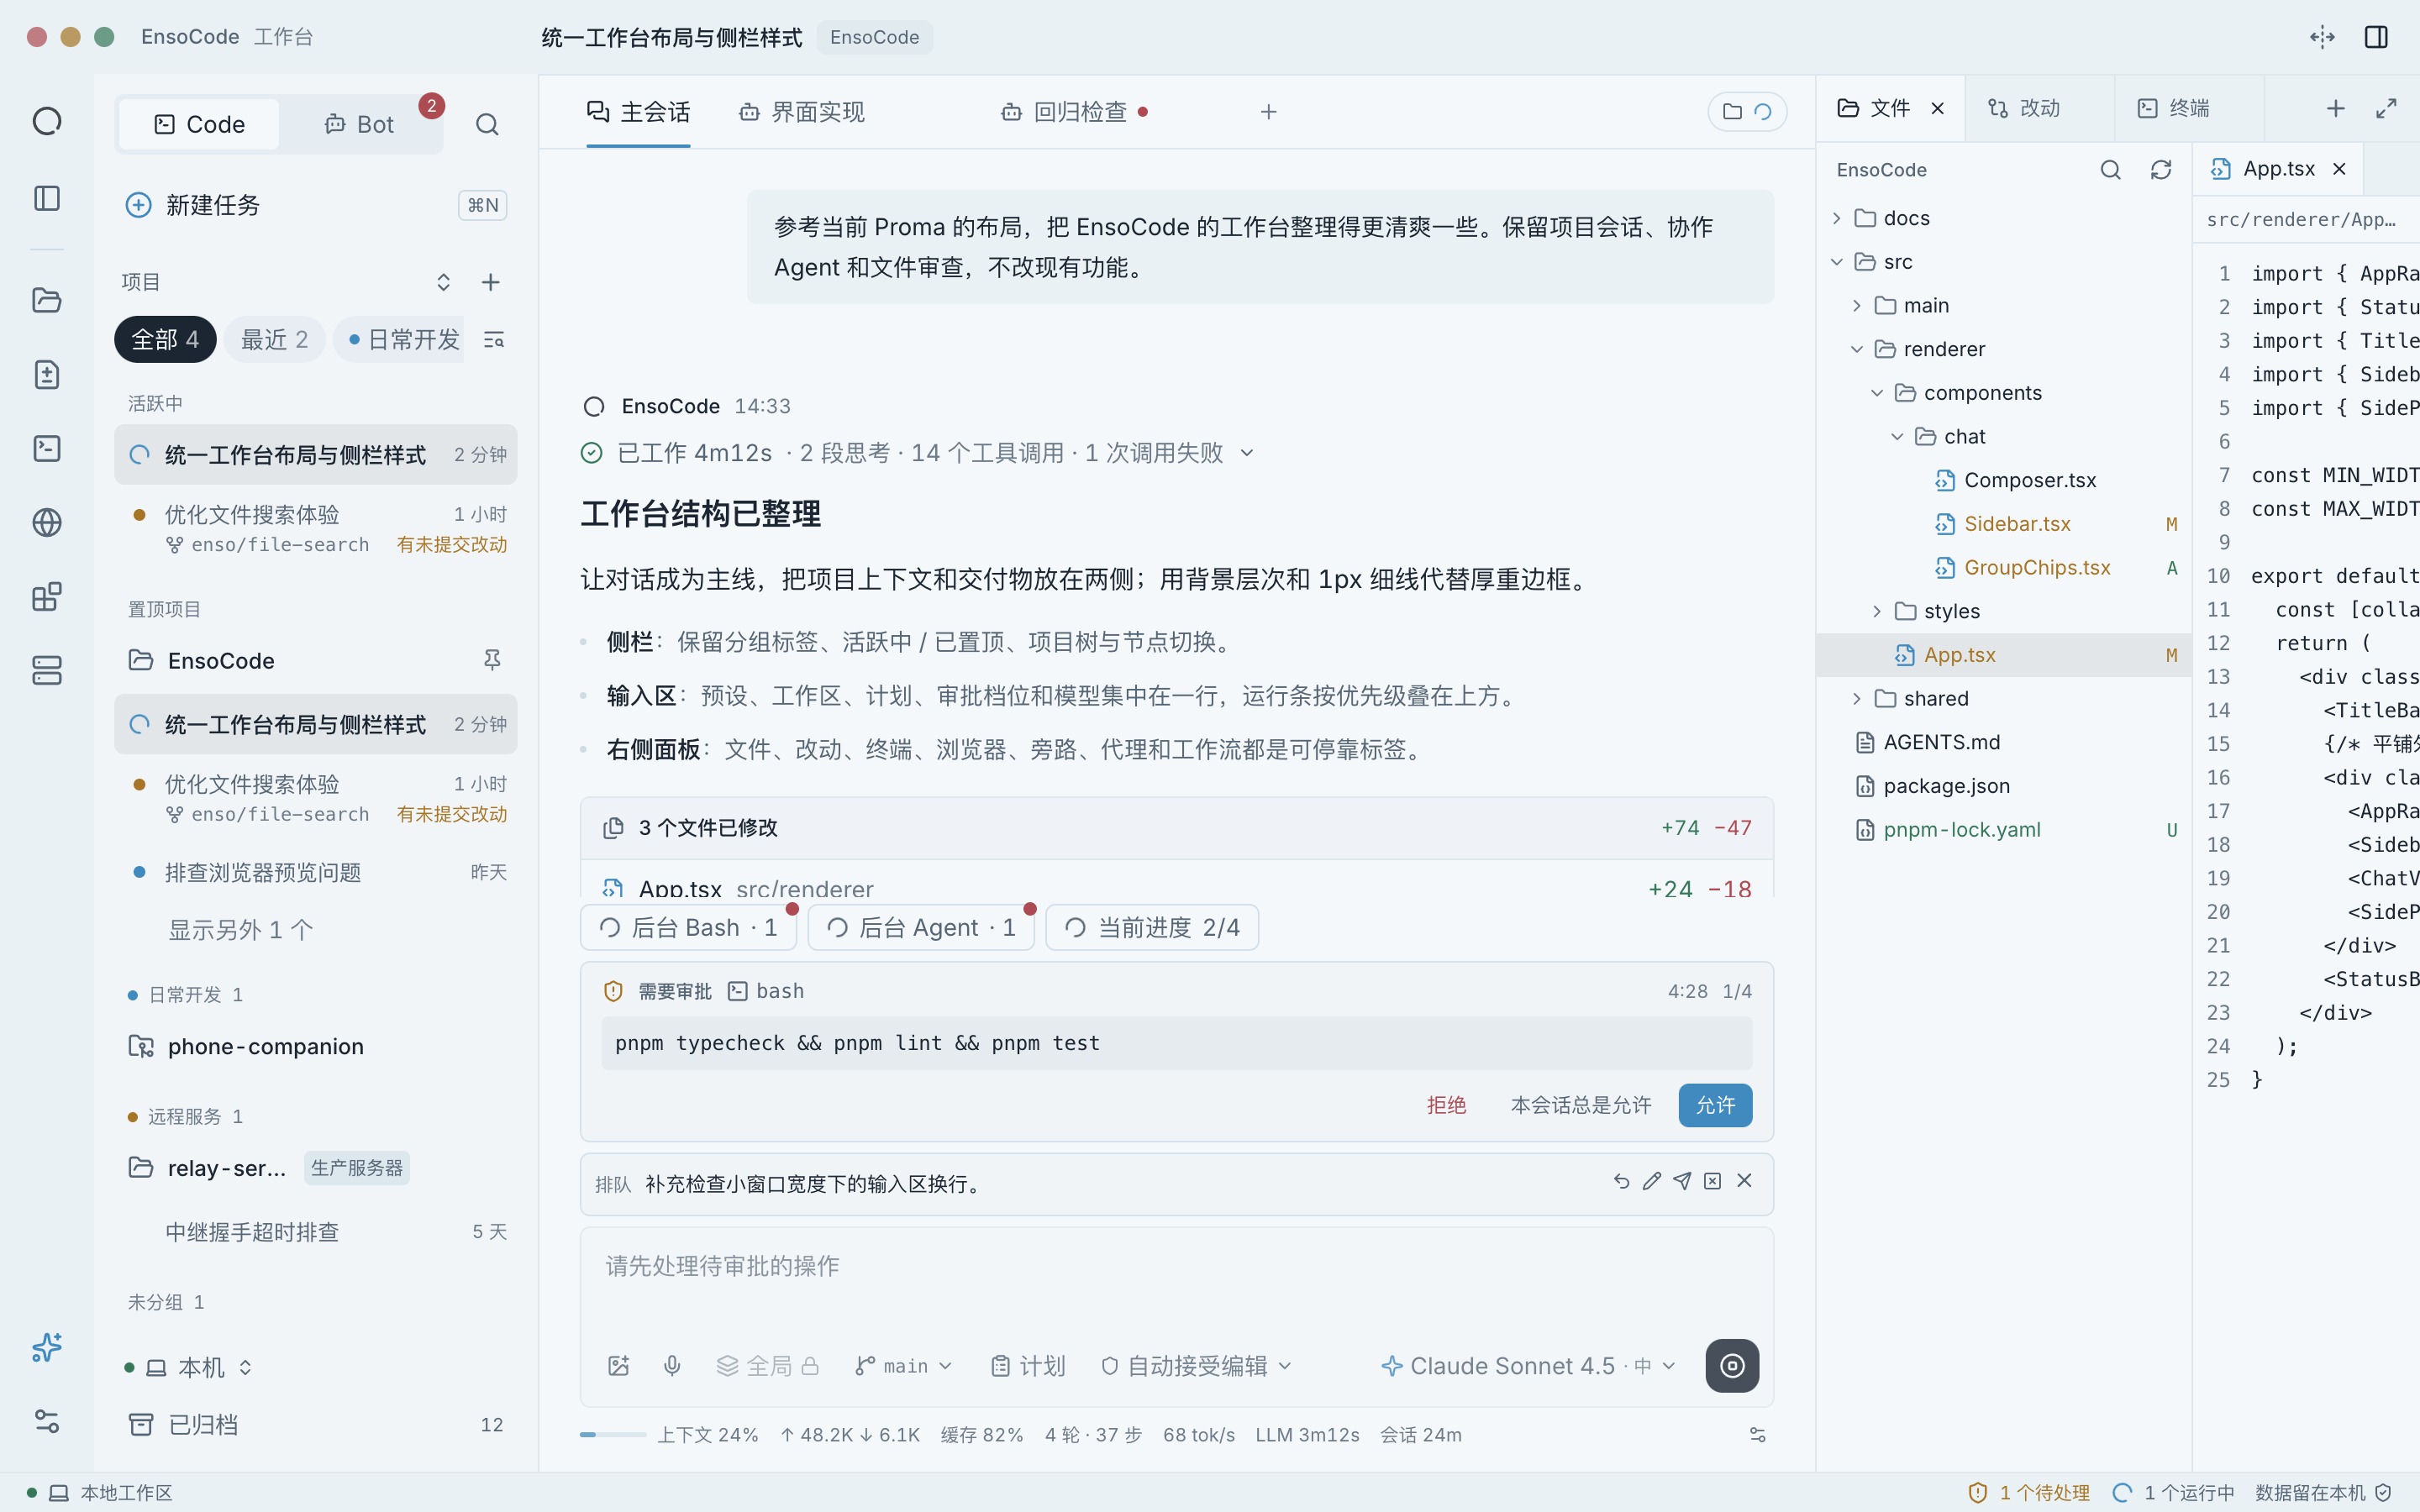 EnsoCode 工作台
统一工作台布局与侧栏样式 EnsoCode
Code
Bot
2
新建任务 ⌘N
项目
全部 4
最近 2
日常开发
活跃中
统一工作台布局与侧栏样式 2 分钟
优化文件搜索体验 1 小时
enso/file-search 有未提交改动
置顶项目
EnsoCode
统一工作台布局与侧栏样式 2 分钟
优化文件搜索体验 1 小时
enso/file-search 有未提交改动
排查浏览器预览问题 昨天
显示另外 1 个
日常开发 1
phone-companion
远程服务 1
relay-ser... 生产服务器
中继握手超时排查 5 天
未分组 1
本机
已归档 12
主会话
界面实现
回归检查
参考当前 Proma 的布局，把 EnsoCode 的工作台整理得更清爽一些。保留项目会话、协作
Agent 和文件审查，不改现有功能。
EnsoCode 14:33
已工作 4m12s · 2 段思考 · 14 个工具调用 · 1 次调用失败
工作台结构已整理
让对话成为主线，把项目上下文和交付物放在两侧；用背景层次和 1px 细线代替厚重边框。
侧栏：保留分组标签、活跃中 / 已置顶、项目树与节点切换。
输入区：预设、工作区、计划、审批档位和模型集中在一行，运行条按优先级叠在上方。
右侧面板：文件、改动、终端、浏览器、旁路、代理和工作流都是可停靠标签。
3 个文件已修改 +74 −47
App.tsx src/renderer +24 −18
后台 Bash · 1
后台 Agent · 1
当前进度 2/4
需要审批 bash 4:28 1/4
pnpm typecheck && pnpm lint && pnpm test
拒绝 本会话总是允许 允许
排队 补充检查小窗口宽度下的输入区换行。
请先处理待审批的操作
全局 main 计划 自动接受编辑 Claude Sonnet 4.5 · 中
上下文 24% ↑ 48.2K ↓ 6.1K 缓存 82% 4 轮 · 37 步 68 tok/s LLM 3m12s 会话 24m
文件
改动
终端
EnsoCode
docs
src
main
renderer
components
chat
Composer.tsx
Sidebar.tsx M
GroupChips.tsx A
styles
App.tsx M
shared
AGENTS.md
package.json
pnpm-lock.yaml U
App.tsx
src/renderer/App…
1 import { AppRa
2 import { Statu
3 import { Title
4 import { Sideb
5 import { SideP
6
7 const MIN_WIDT
8 const MAX_WIDT
9
10 export default
11 const [colla
12 return (
13 <div class
14 <TitleBa
15 {/* 平铺外
16 <div cla
17 <AppRa
18 <Sideb
19 <ChatV
20 <SideP
21 </div>
22 <StatusB
23 </div>
24 );
25 }
本地工作区
1 个待处理 1 个运行中 数据留在本机